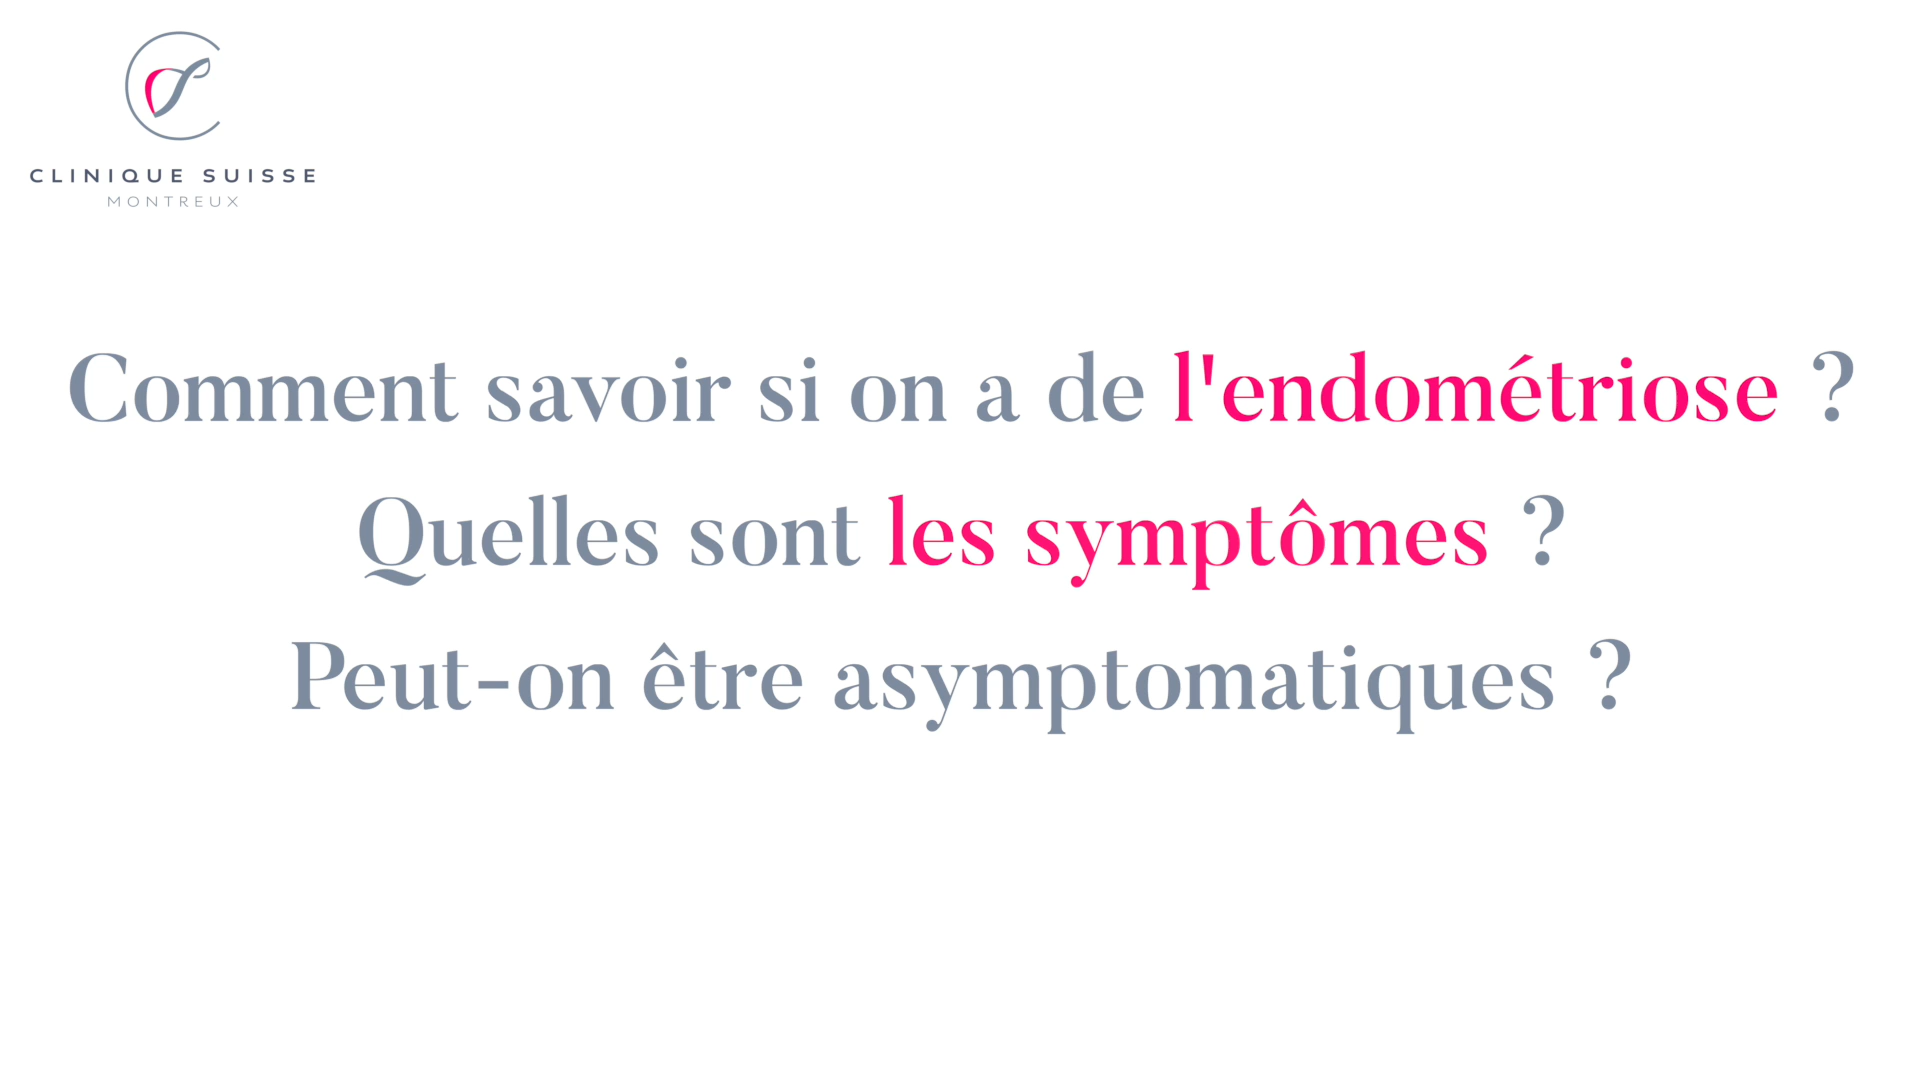 CLINIQUE SUISSE
MONTREUX
Comment savoir si on a de l'endométriose ?
Quelles sont les symptômes ?
Peut-on être asymptomatiques ?